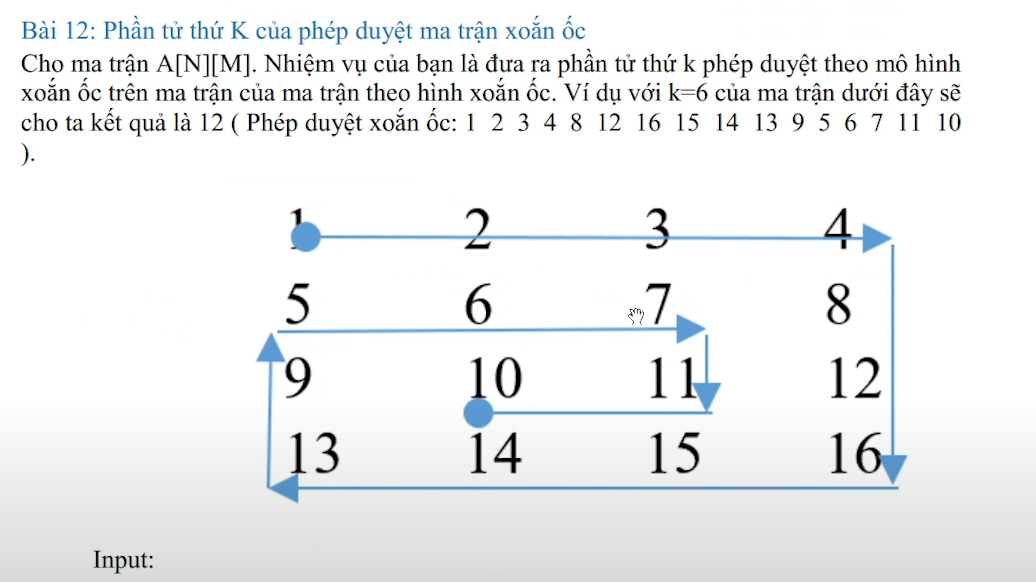 Bài 12: Phần tử thứ K của phép duyệt ma trận xoắn ốc
Cho ma trận A[N][M]. Nhiệm vụ của bạn là đưa ra phần tử thứ k phép duyệt theo mô hình
xoắn ốc trên ma trận của ma trận theo hình xoắn ốc. Ví dụ với k=6 của ma trận dưới đây sẽ
cho ta kết quả là 12 ( Phép duyệt xoắn ốc: 1 2 3 4 8 12 16 15 14 13 9 5 6 7 11 10
).
1 2 3 4
5 6 7 8
9 10 11 12
13 14 15 16
Input: